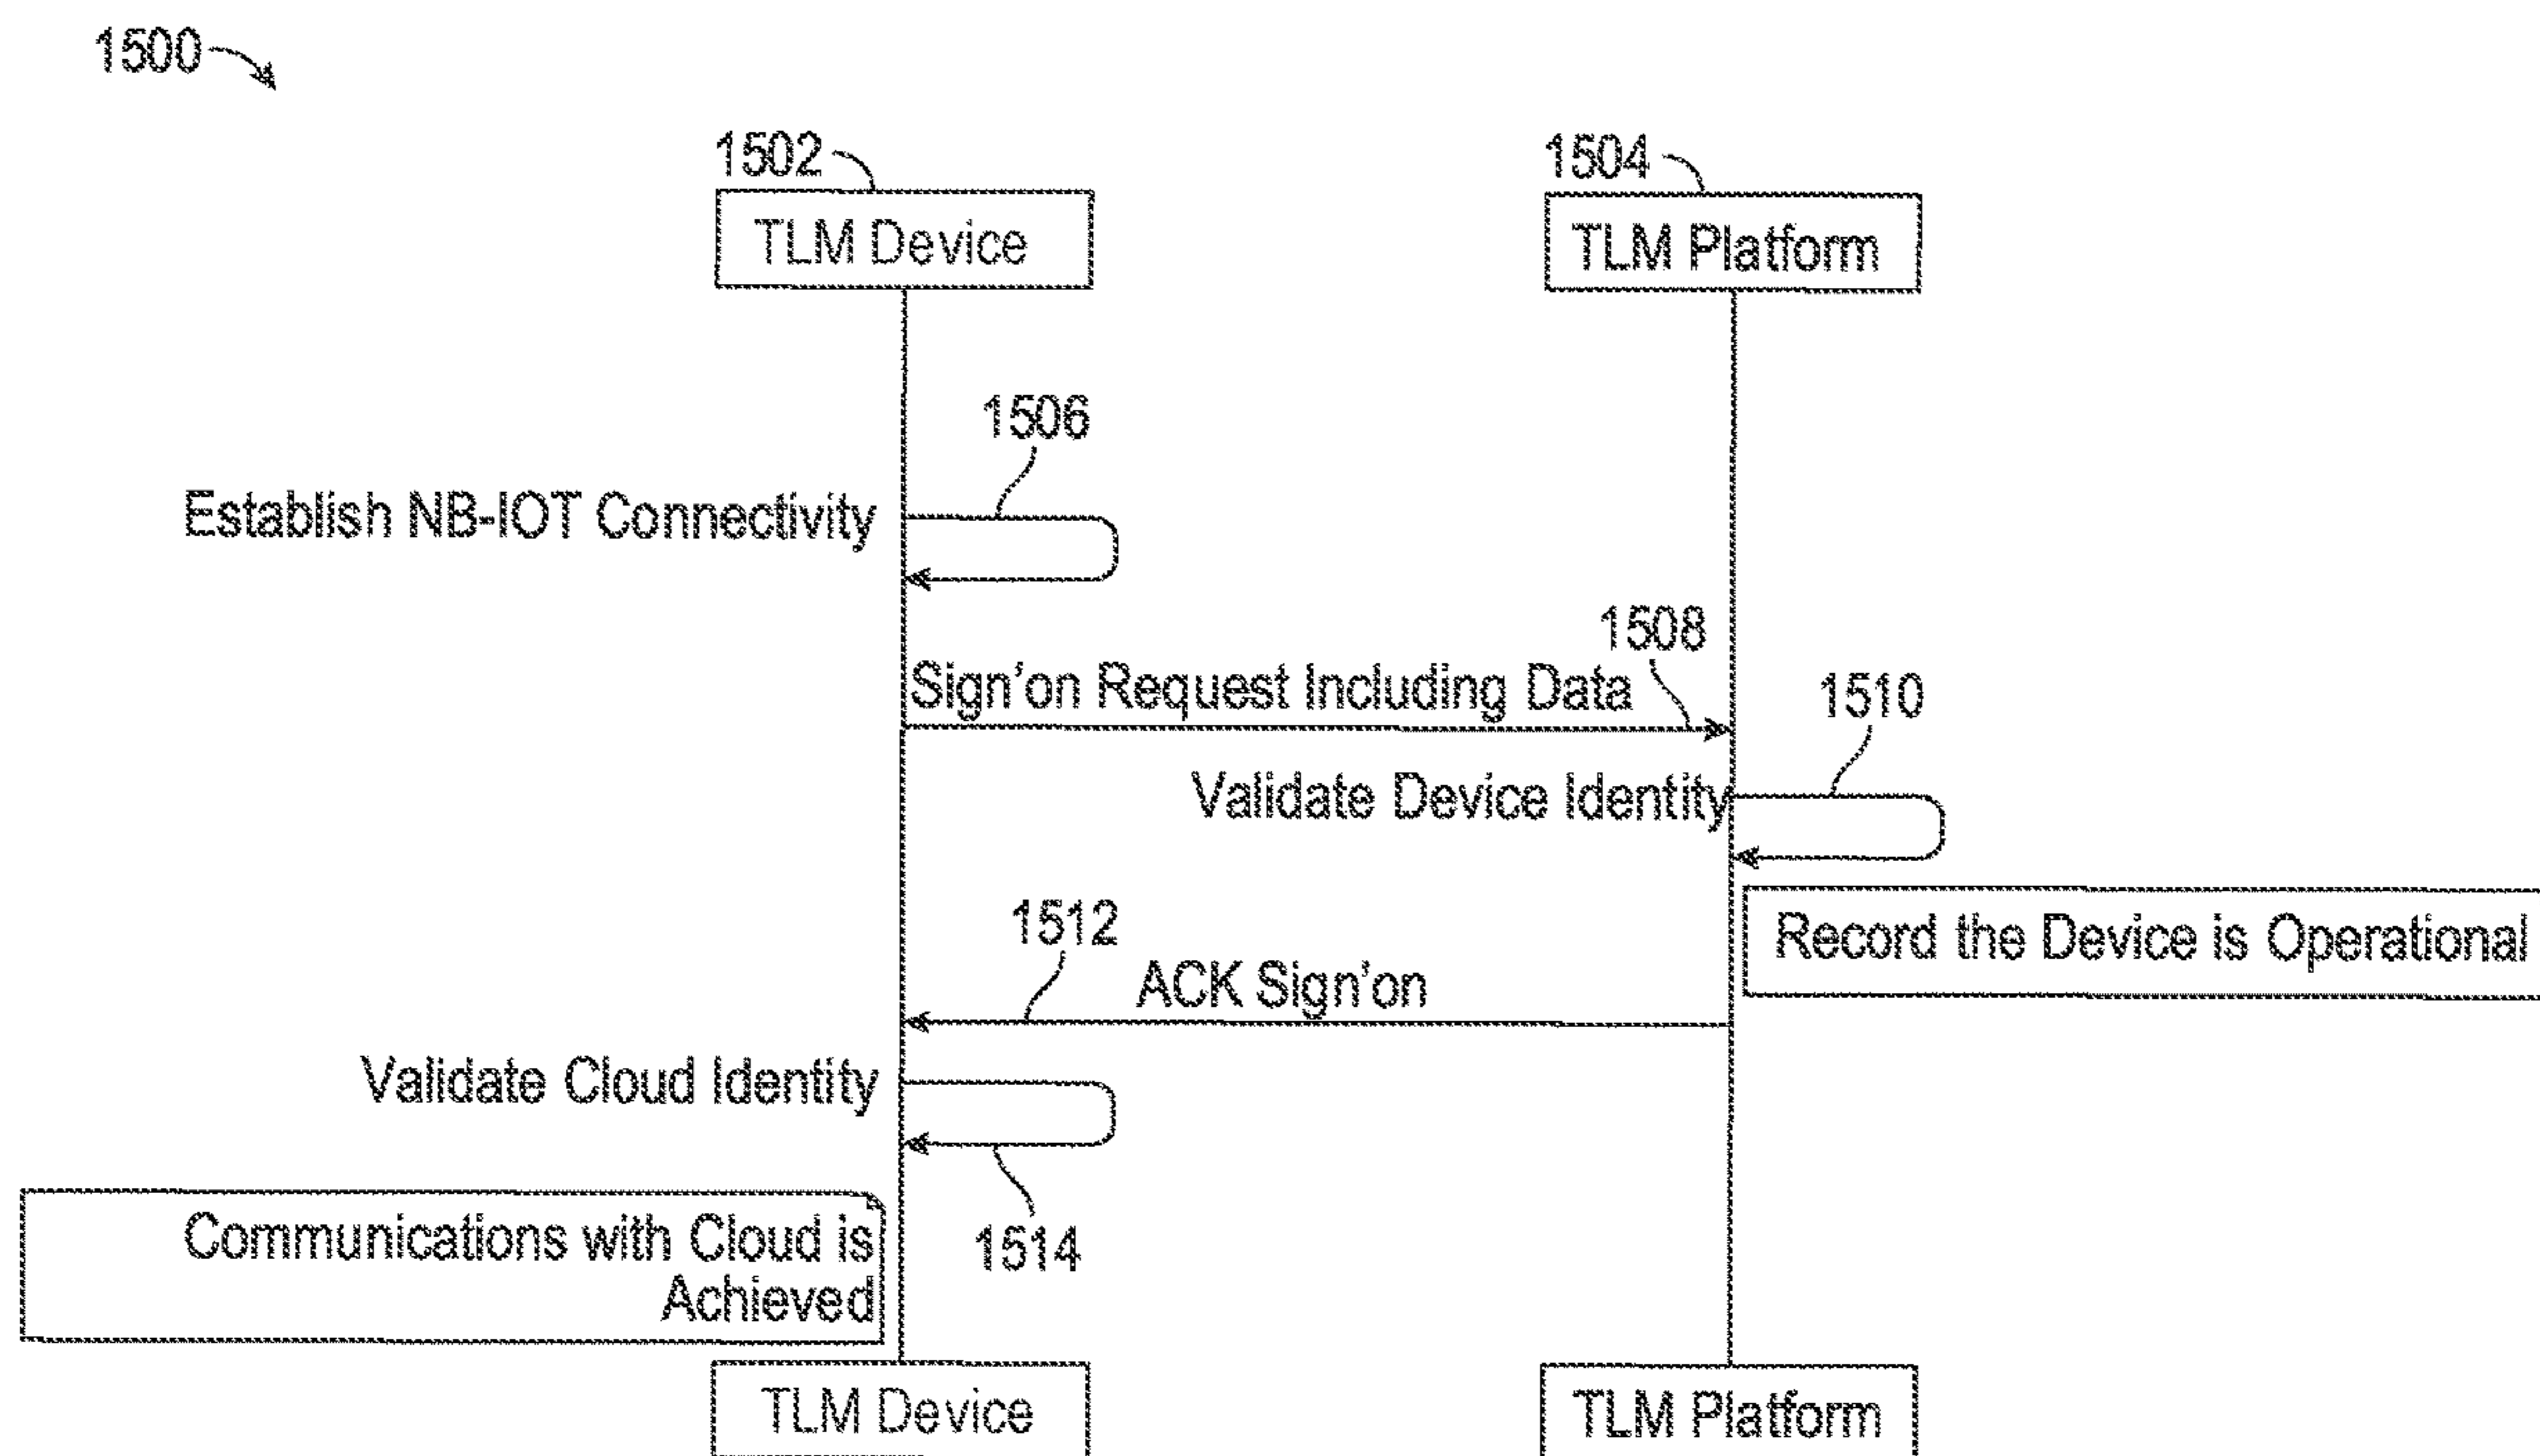 1500
1502
1504
TLM Device
TLM Platform
1506
Establish NB-IOT Connectivity
1508
Sign'on Request Including Data
1510
Validate Device Identity
1512
Record the Device is Operational
ACK Sign'on
Validate Cloud Identity
1514
Communications with Cloud is
Achieved
TLM Device
TLM Platform